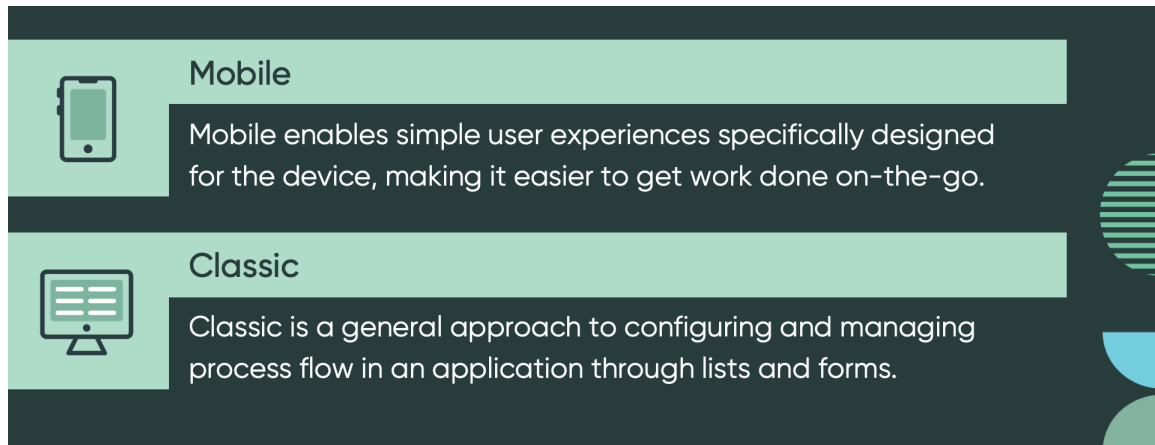 Mobile
Mobile enables simple user experiences specifically designed
for the device, making it easier to get work done on-the-go.
Classic
Classic is a general approach to configuring and managing
process flow in an application through lists and forms.